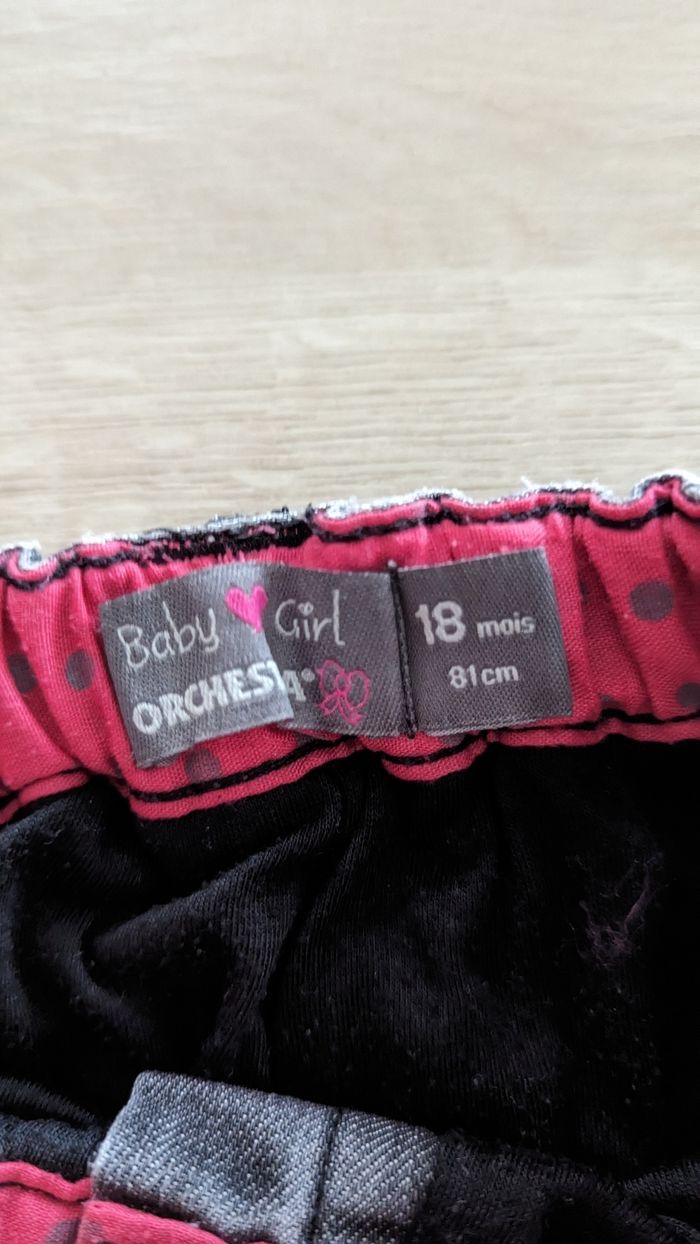 Baby Girl
ORCHESTRA®
18 mois
81cm